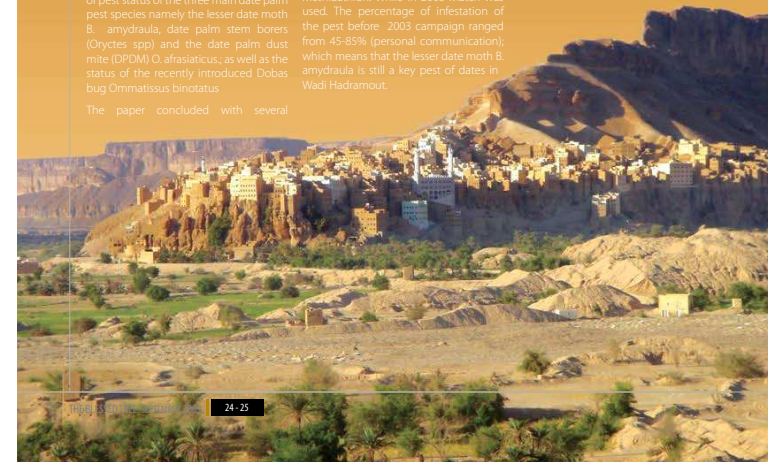 of pest status of the three main date palm
pest species namely the lesser date moth
B. amydraula, date palm stem borers
(Oryctes spp) and the date palm dust
mite (DPDM) O. afrasiaticus,; as well as the
status of the recently introduced Dobas
bug Ommatissus binotatus
The paper concluded with several
used. The percentage of infestation of
the pest before 2003 campaign ranged
from 45-85% (personal communication);
which means that the lesser date moth B.
amydraula is still a key pest of dates in
Wadi Hadramout.
24 - 25